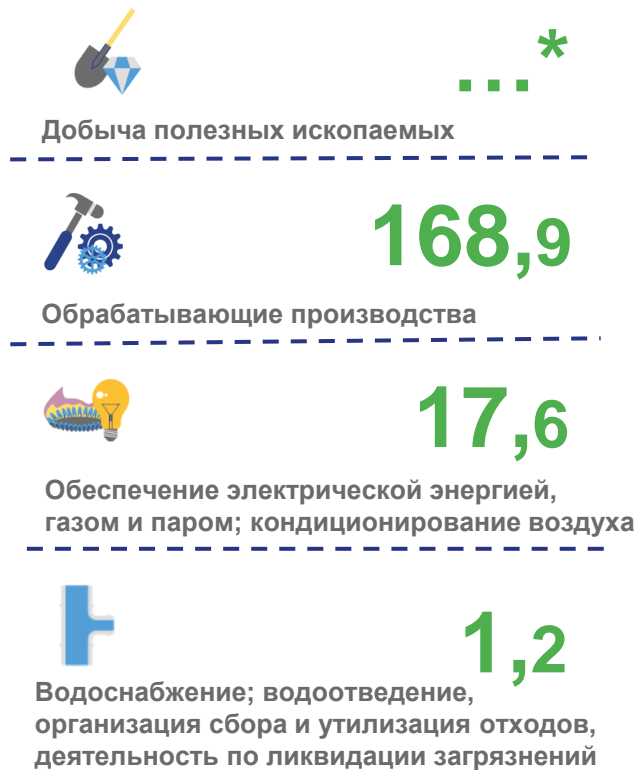 ...*
Добыча полезных ископаемых
168,9
Обрабатывающие производства
17,6
Обеспечение электрической энергией,
газом и паром; кондиционирование воздуха
1,2
Водоснабжение; водоотведение,
организация сбора и утилизация отходов,
деятельность по ликвидации загрязнений